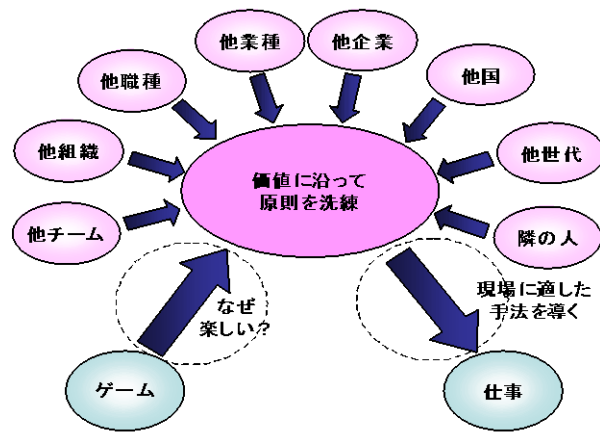 他業種
他企業
他職種
他国
他組織
他世代
価値に沿って
原則を洗練
他チーム
隣の人
なぜ
楽しい?
現場に適した
手法を導く
ゲーム
仕事